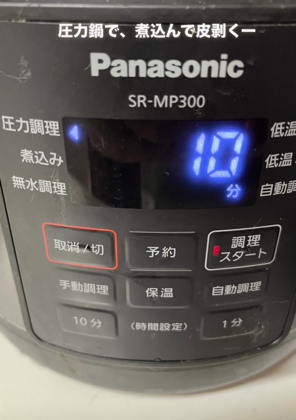 圧力鍋で、煮込んで皮剥くー
Panasonic
SR-MP300
圧力調理
煮込み
無水調理
10
分
低温
低温
自動調
取消/切
予約
調理
スタート
手動調理
保温
自動調理
10分
(時間設定)
1分